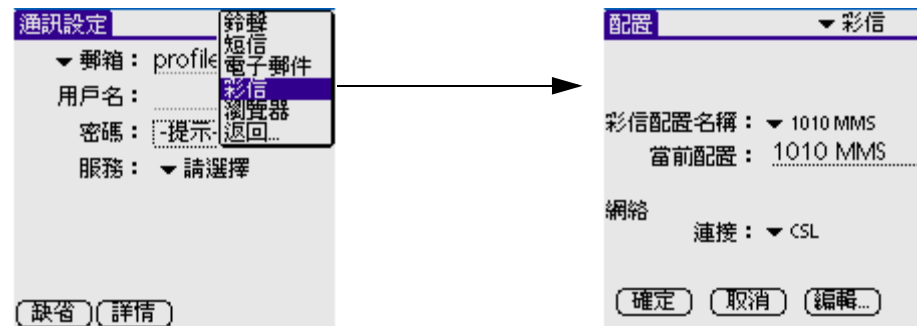 通訊設定
鈴聲
短信
電子郵件
彩信
瀏覽器
返回...
郵箱： profile
用戶名：
密碼： -提示-
服務： 請選擇
缺省 詳情
配置 彩信
彩信配置名稱： 1010 MMS
當前配置： 1010 MMS
網絡
連接： CSL
確定 取消 編輯...